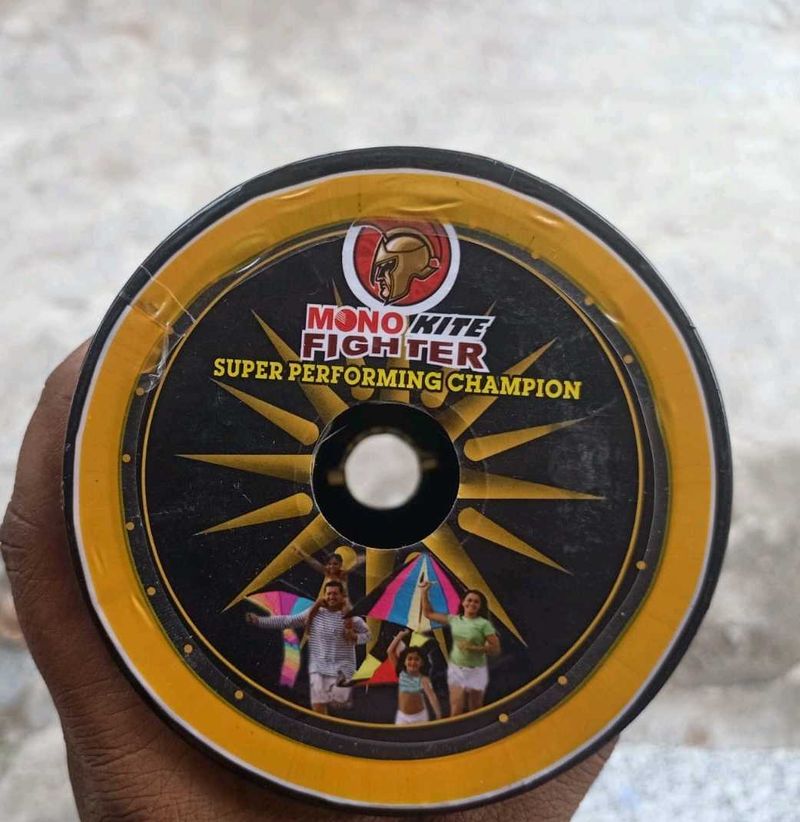 MONO KITE
FIGHTER
SUPER PERFORMING CHAMPION